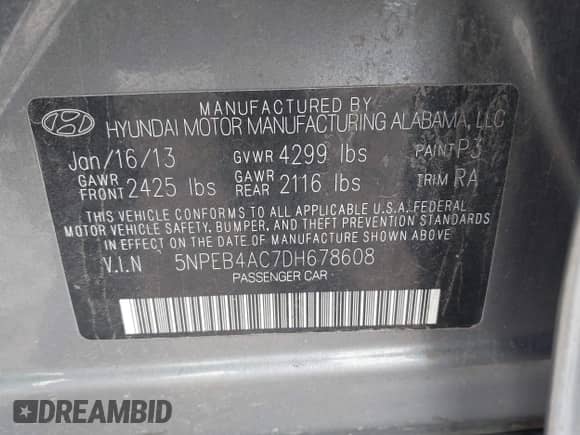 MANUFACTURED BY
HYUNDAI MOTOR MANUFACTURING ALABAMA, LLC
Jan/16/13 GVWR 4299 lbs PAINT P3
GAWR FRONT 2425 lbs GAWR REAR 2116 lbs TRIM RA
THIS VEHICLE CONFORMS TO ALL APPLICABLE U.S.A. FEDERAL
MOTOR VEHICLE SAFETY, BUMPER, AND THEFT PREVENTION STANDARDS
IN EFFECT ON THE DATE OF MANUFACTURE SHOWN ABOVE
V.I.N 5NPEB4AC7DH678608
PASSENGER CAR
DREAMBID